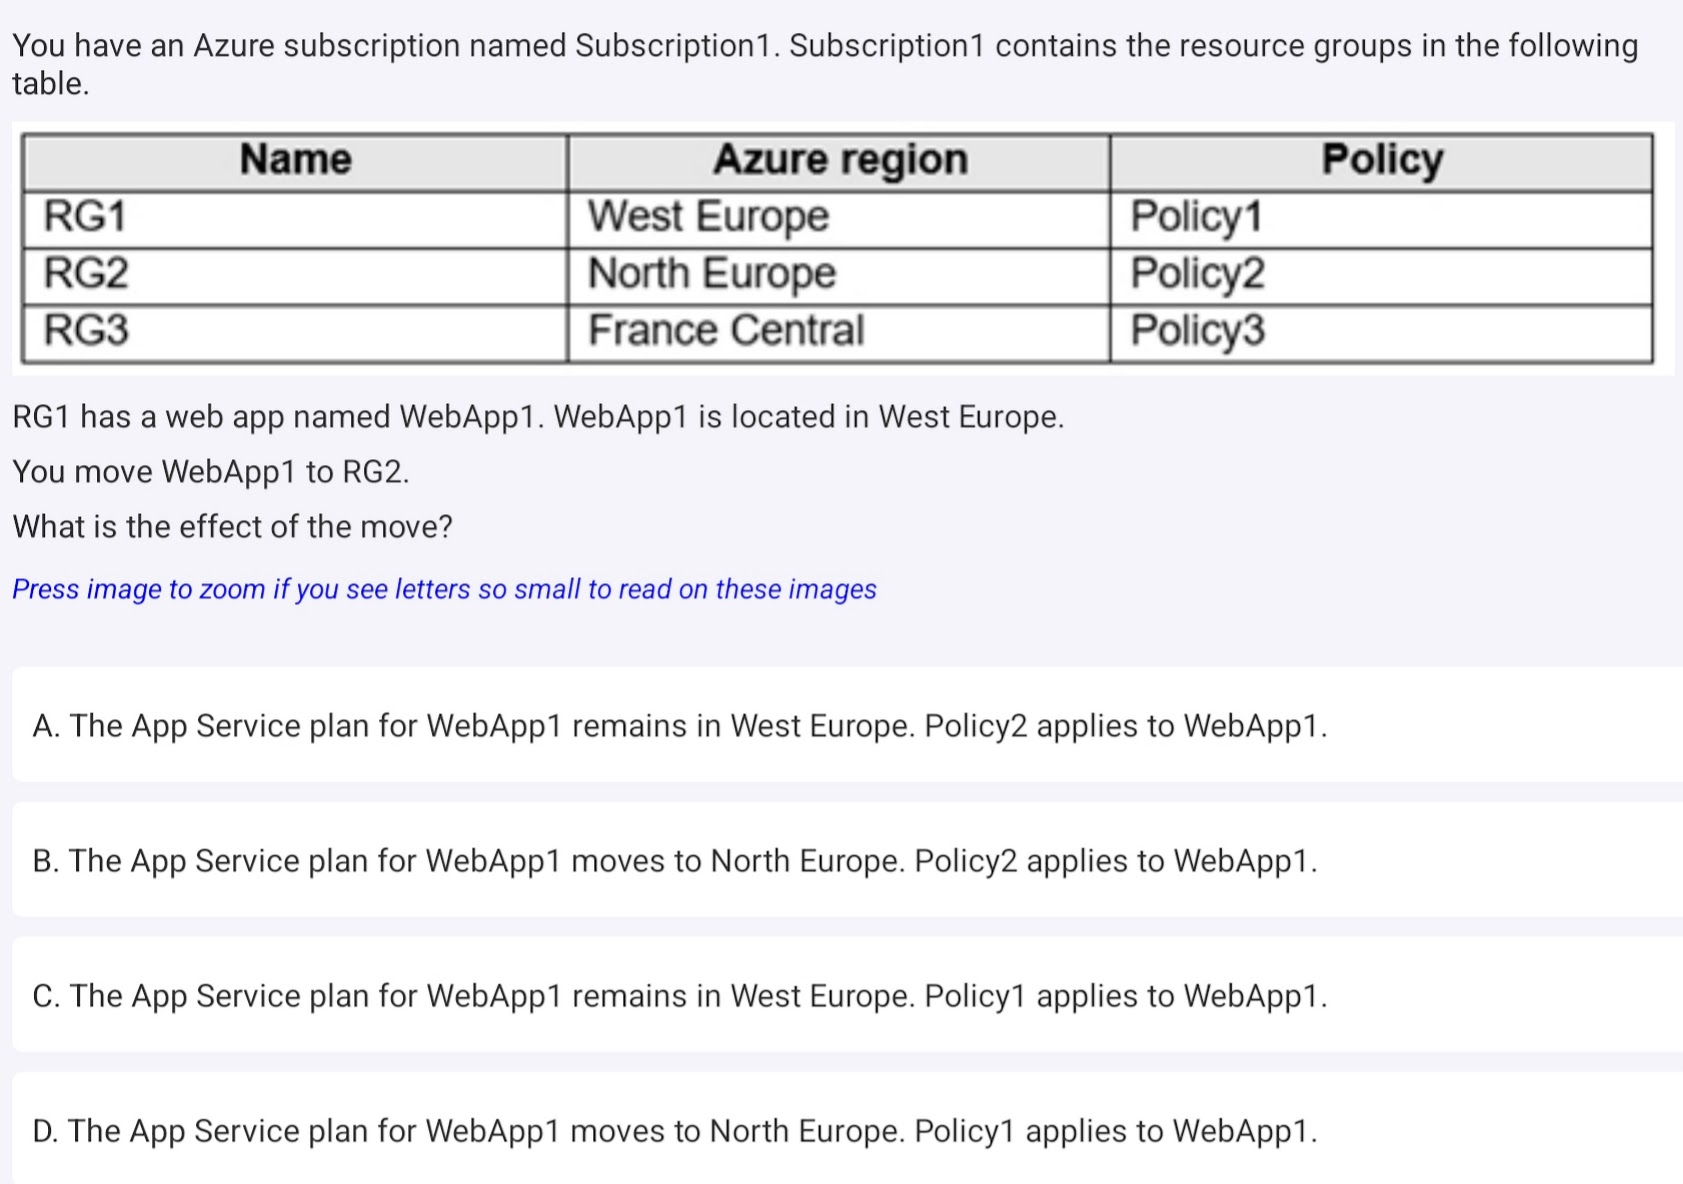 You have an Azure subscription named Subscription1. Subscription1 contains the resource groups in the following
table.
Name Azure region Policy
RG1 West Europe Policy1
RG2 North Europe Policy2
RG3 France Central Policy3
RG1 has a web app named WebApp1. WebApp1 is located in West Europe.
You move WebApp1 to RG2.
What is the effect of the move?
Press image to zoom if you see letters so small to read on these images
A. The App Service plan for WebApp1 remains in West Europe. Policy2 applies to WebApp1.
B. The App Service plan for WebApp1 moves to North Europe. Policy2 applies to WebApp1.
C. The App Service plan for WebApp1 remains in West Europe. Policy1 applies to WebApp1.
D. The App Service plan for WebApp1 moves to North Europe. Policy1 applies to WebApp1.